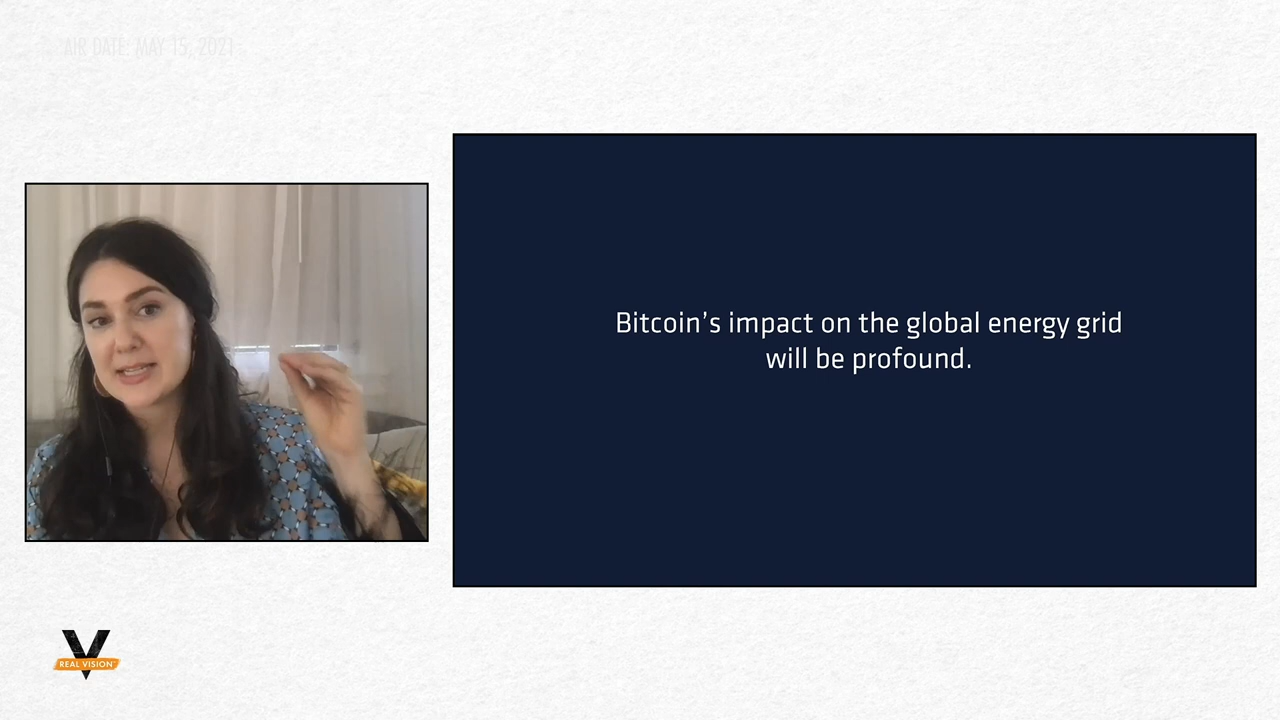 AIR DATE: MAY 15, 2021
Bitcoin’s impact on the global energy grid
will be profound.
REAL VISION